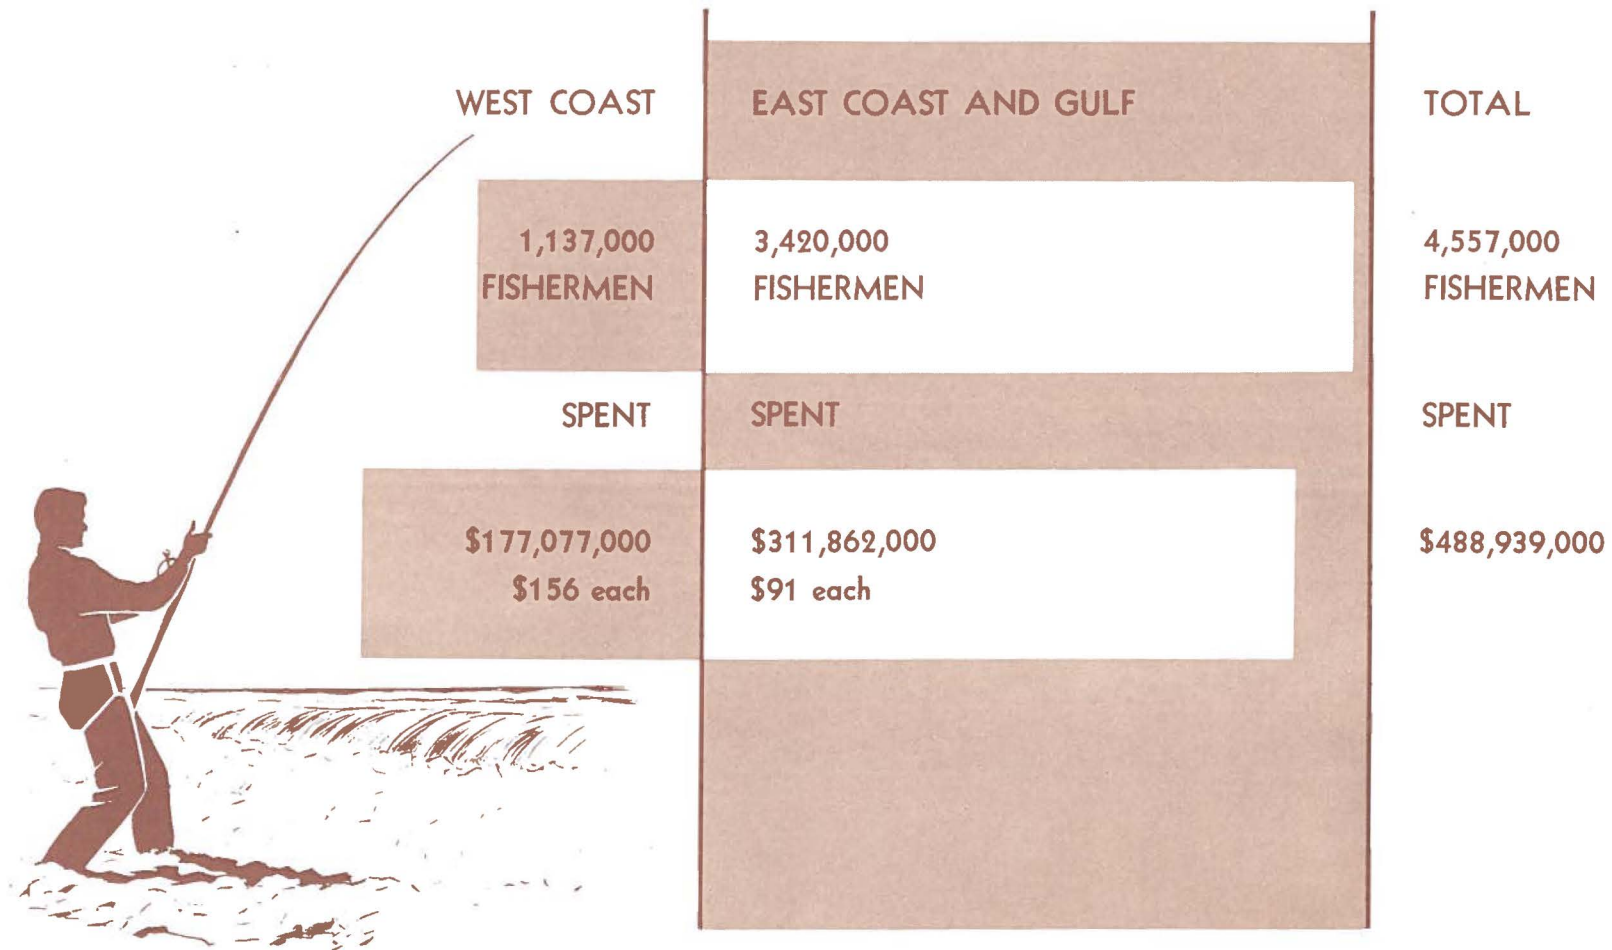 WEST COAST
EAST COAST AND GULF
TOTAL
1,137,000
FISHERMEN
3,420,000
FISHERMEN
4,557,000
FISHERMEN
SPENT
SPENT
SPENT
$177,077,000
$156 each
$311,862,000
$91 each
$488,939,000